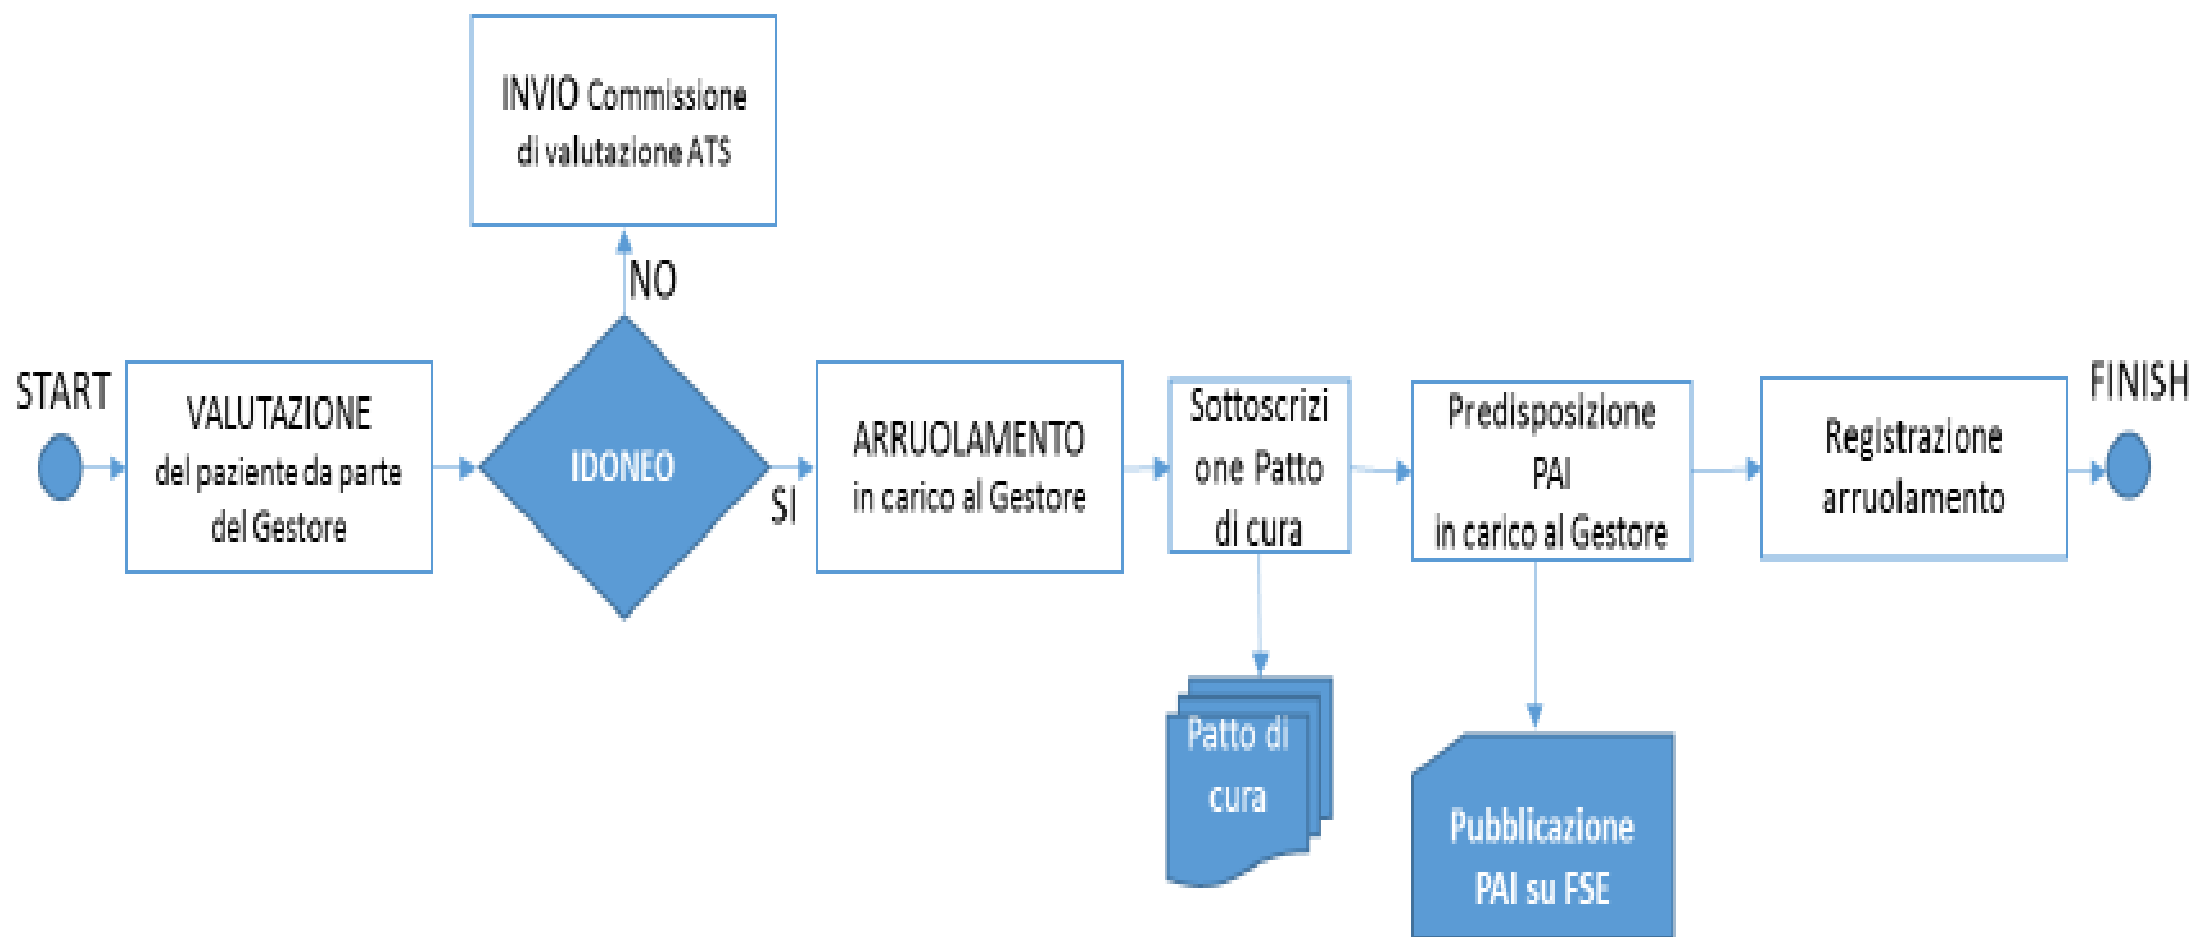 START
VALUTAZIONE
del paziente da parte
del Gestore
IDONEO
NO
INVIO Commissione
di valutazione ATS
SI
ARRUOLAMENTO
in carico al Gestore
Sottoscrizi
one Patto
di cura
Patto di
cura
Predisposizione
PAI
in carico al Gestore
Pubblicazione
PAI su FSE
Registrazione
arruolamento
FINISH